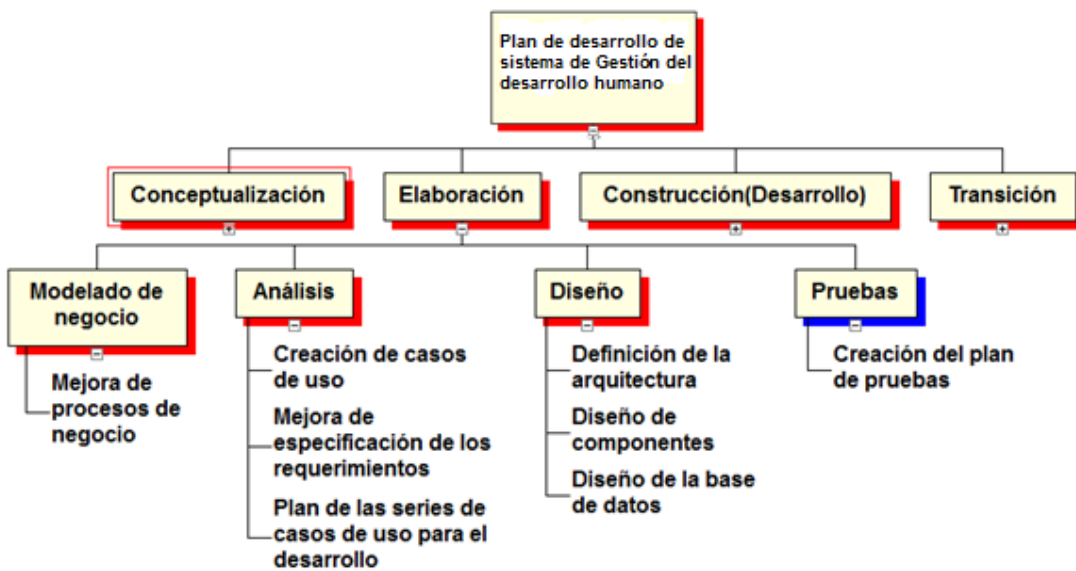 Plan de desarrollo de
sistema de Gestión del
desarrollo humano
Conceptualización
Elaboración
Construcción(Desarrollo)
Transición
Modelado de
negocio
Análisis
Diseño
Pruebas
Mejora de
procesos de
negocio
Creación de casos
de uso
Mejora de
especificación de los
requerimientos
Plan de las series de
casos de uso para el
desarrollo
Definición de la
arquitectura
Diseño de
componentes
Diseño de la base
de datos
Creación del plan
de pruebas